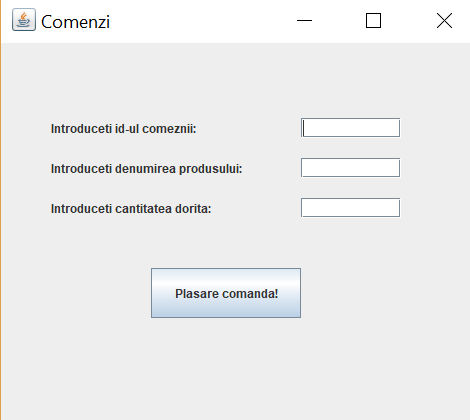 Comenzi
Introduceti id-ul comeznii:
Introduceti denumirea produsului:
Introduceti cantitatea dorita:
Plasare comanda!